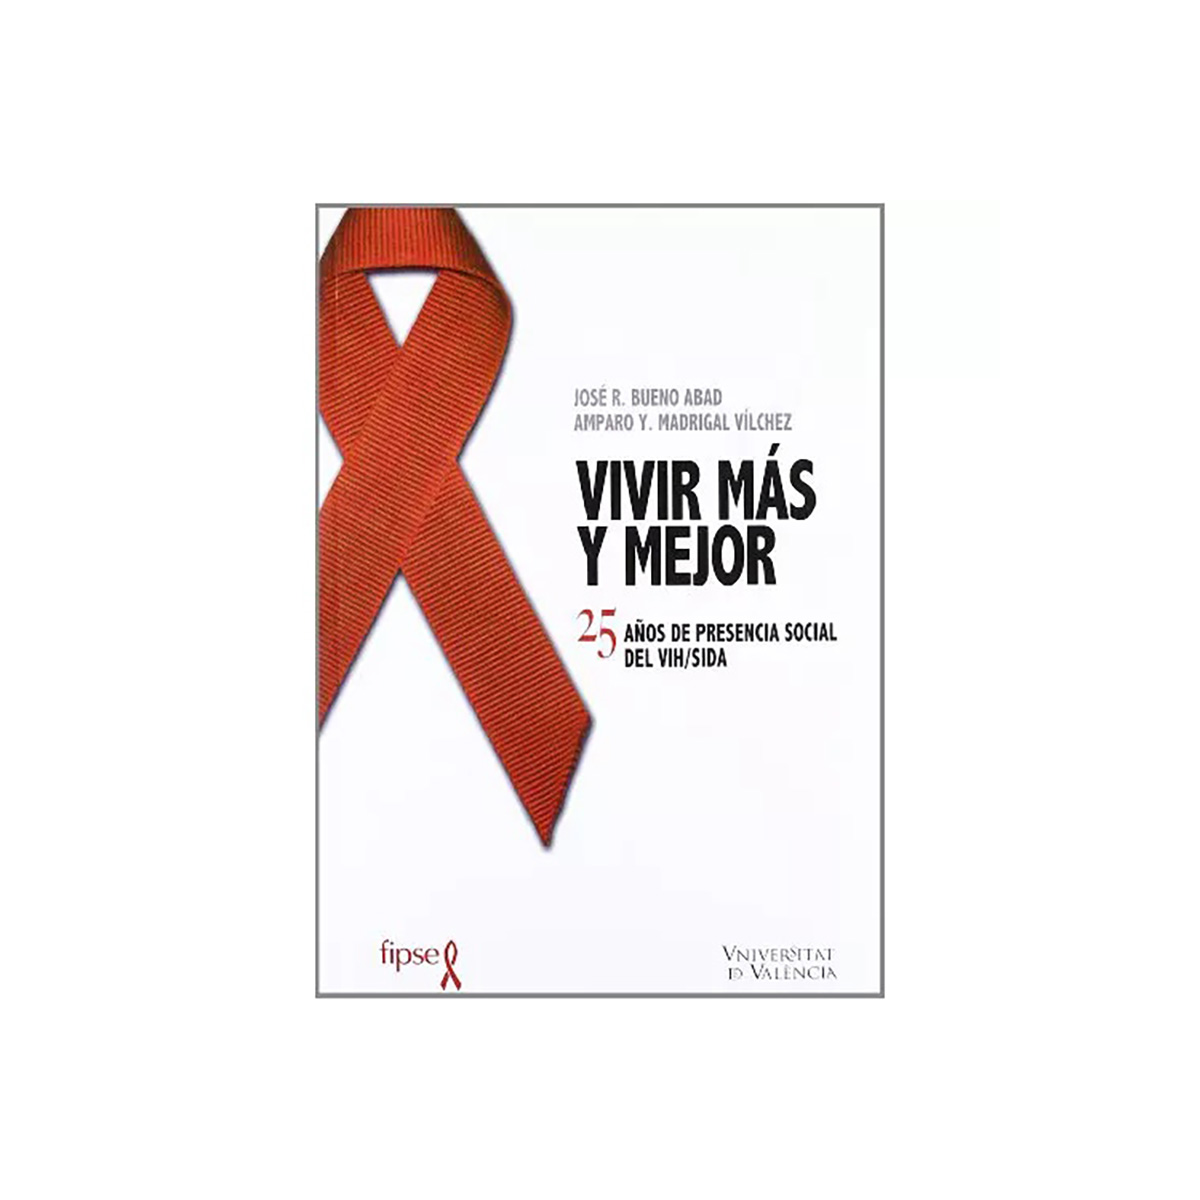 JOSÉ R. BUENO ABAD
AMPARO Y. MADRIGAL VÍLCHEZ
VIVIR MÁS
Y MEJOR
25 AÑOS DE PRESENCIA SOCIAL
DEL VIH/SIDA
fipse
VNIVERSITAT
ID VALÈNCIA